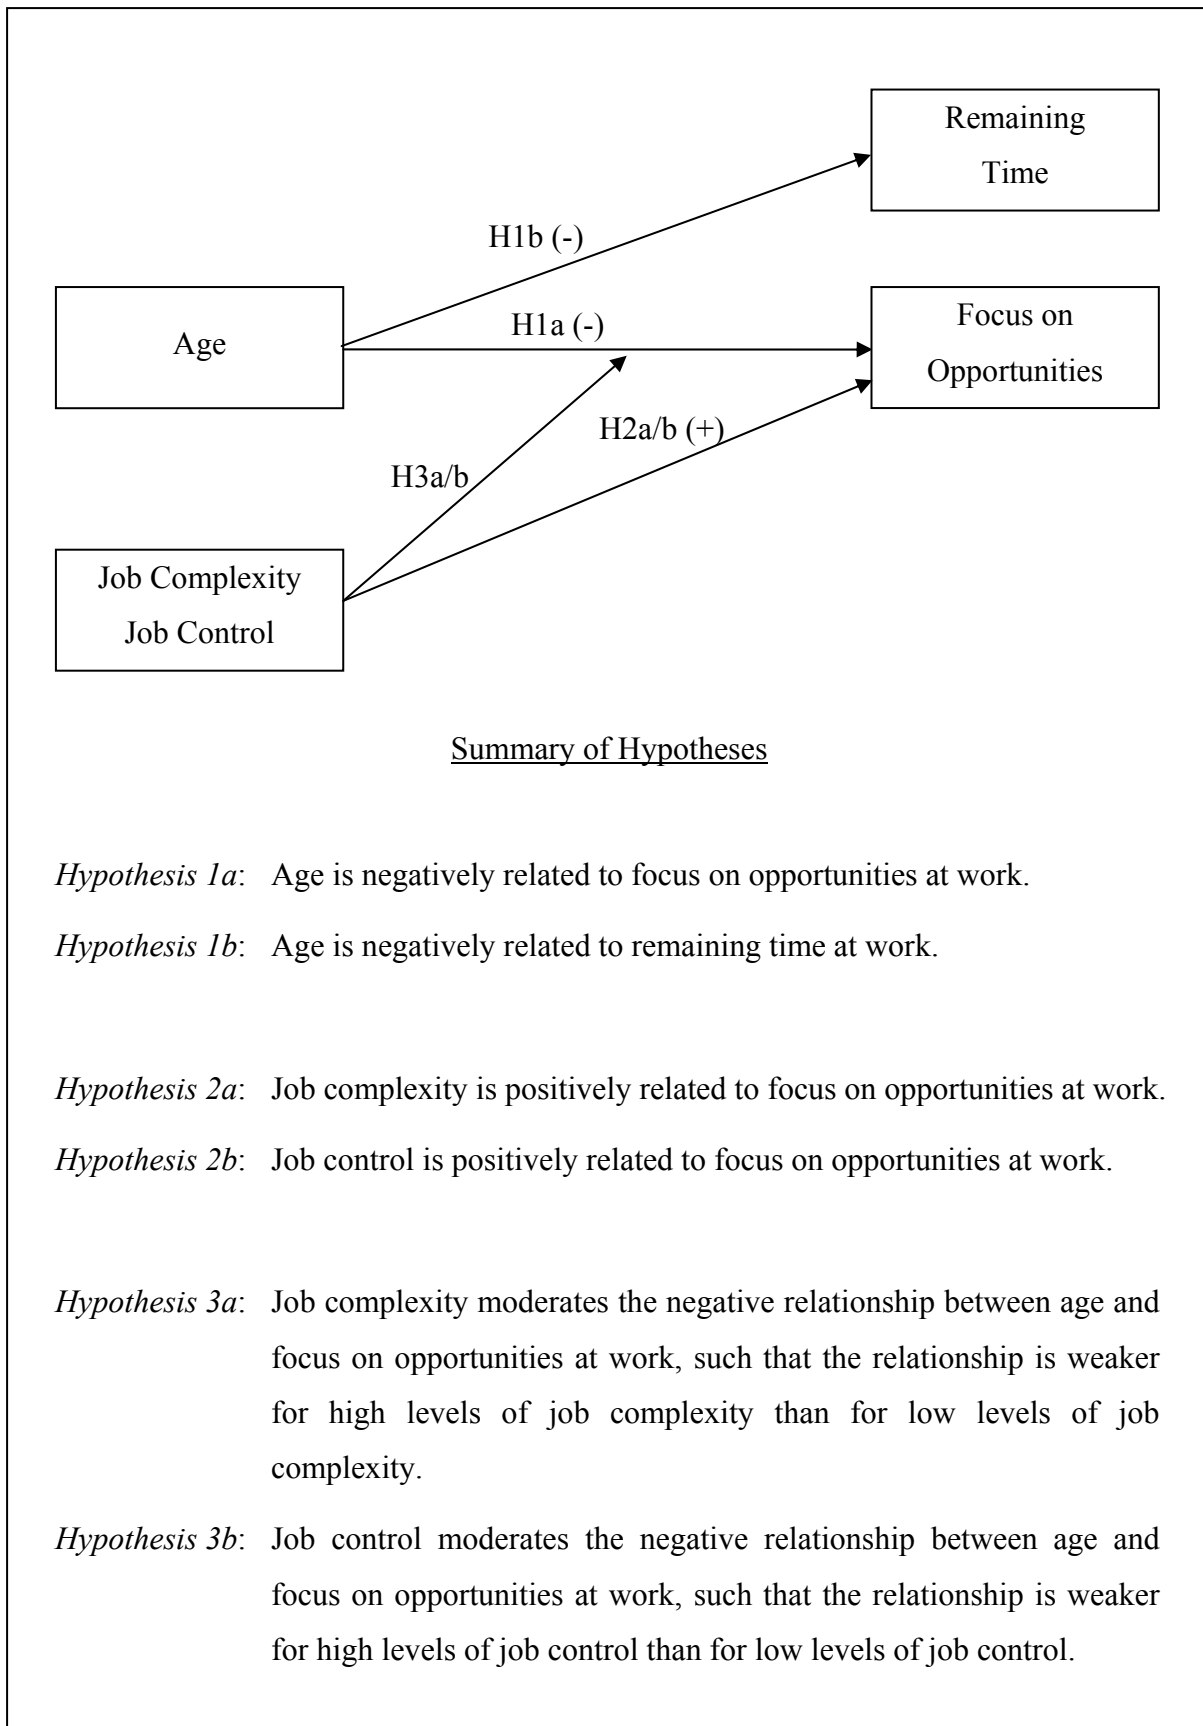 Remaining
Time
H1b (-)
Age
H1a (-)
Focus on
Opportunities
H2a/b (+)
H3a/b
Job Complexity
Job Control
Summary of Hypotheses
Hypothesis 1a: Age is negatively related to focus on opportunities at work.
Hypothesis 1b: Age is negatively related to remaining time at work.
Hypothesis 2a: Job complexity is positively related to focus on opportunities at work.
Hypothesis 2b: Job control is positively related to focus on opportunities at work.
Hypothesis 3a: Job complexity moderates the negative relationship between age and
focus on opportunities at work, such that the relationship is weaker
for high levels of job complexity than for low levels of job
complexity.
Hypothesis 3b: Job control moderates the negative relationship between age and
focus on opportunities at work, such that the relationship is weaker
for high levels of job control than for low levels of job control.